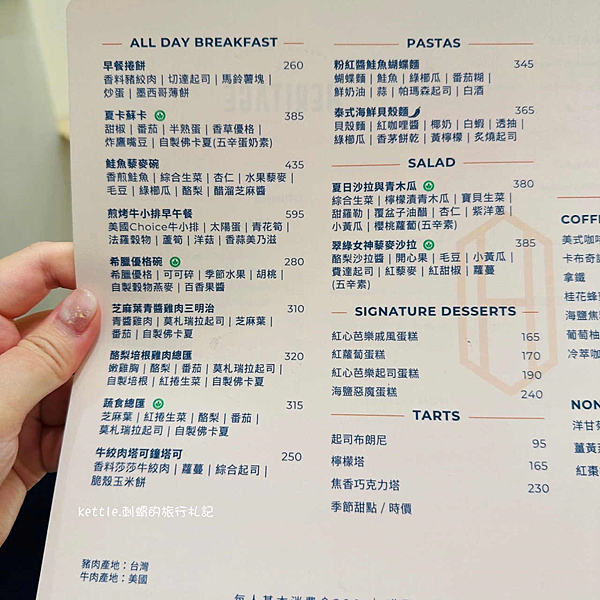 ALL DAY BREAKFAST
早餐捲餅 260
香料豬絞肉 | 切達起司 | 馬鈴薯塊 |
炒蛋 | 墨西哥薄餅
夏卡蘇卡 385
甜椒 | 番茄 | 半熟蛋 | 香草優格 |
炸鷹嘴豆 | 自製佛卡夏(五辛蛋奶素)
鮭魚藜麥碗 435
香煎鮭魚 | 綜合生菜 | 杏仁 | 水果藜麥 |
毛豆 | 綠櫛瓜 | 酪梨 | 醋溜芝麻醬
煎烤牛小排早午餐 595
美國Choice牛小排 | 太陽蛋 | 青花筍 |
法羅穀物 | 蘆筍 | 洋菇 | 香蒜美乃滋
希臘優格碗 280
希臘優格 | 可可碎 | 季節水果 | 胡桃 |
自製穀物燕麥 | 百香果醬
芝麻葉青醬雞肉三明治 310
青醬雞肉 | 莫札瑞拉起司 | 芝麻葉 |
番茄 | 自製佛卡夏
酪梨培根雞肉總匯 320
嫩雞胸 | 酪梨 | 番茄 | 莫札瑞拉起司 |
自製培根 | 紅捲生菜 | 自製佛卡夏
蔬食總匯 315
芝麻葉 | 紅捲生菜 | 酪梨 | 番茄 |
莫札瑞拉起司 | 自製佛卡夏
牛絞肉塔可鐘塔可 250
香料莎莎牛絞肉 | 蘿蔓 | 綜合起司 |
脆殼玉米餅
kettle.刺蝟的旅行札記
豬肉產地:台灣
牛肉產地:美國
PASTAS
粉紅醬鮭魚蝴蝶麵 345
蝴蝶麵 | 鮭魚 | 綠櫛瓜 | 番茄糊 |
鮮奶油 | 蒜 | 帕瑪森起司 | 白酒
泰式海鮮貝殼麵 365
貝殼麵 | 紅咖哩醬 | 椰奶 | 白蝦 | 透抽 |
綠櫛瓜 | 香茅餅乾 | 黃檸檬 | 炙燒起司
SALAD
夏日沙拉與青木瓜 380
綜合生菜 | 檸檬漬青木瓜 | 寶貝生菜 |
甜羅勒 | 覆盆子油醋 | 杏仁 | 紫洋蔥 |
小黃瓜 | 櫻桃蘿蔔(五辛素)
翠綠女神藜麥沙拉 385
酪梨沙拉醬 | 開心果 | 毛豆 | 小黃瓜 |
費達起司 | 紅藜麥 | 紅甜椒 | 蘿蔓
(五辛素)
SIGNATURE DESSERTS
紅心芭樂戚風蛋糕 165
紅蘿蔔蛋糕 170
紅心芭樂起司蛋糕 190
海鹽惡魔蛋糕 240
TARTS
起司布朗尼 95
檸檬塔 165
焦香巧克力塔 230
季節甜點 / 時價
COFFE
美式咖啡
卡布奇諾
拿鐵
桂花蜂蜜
海鹽焦
葡萄柚
冷萃咖
NON
洋甘菊
薑黃
紅棗